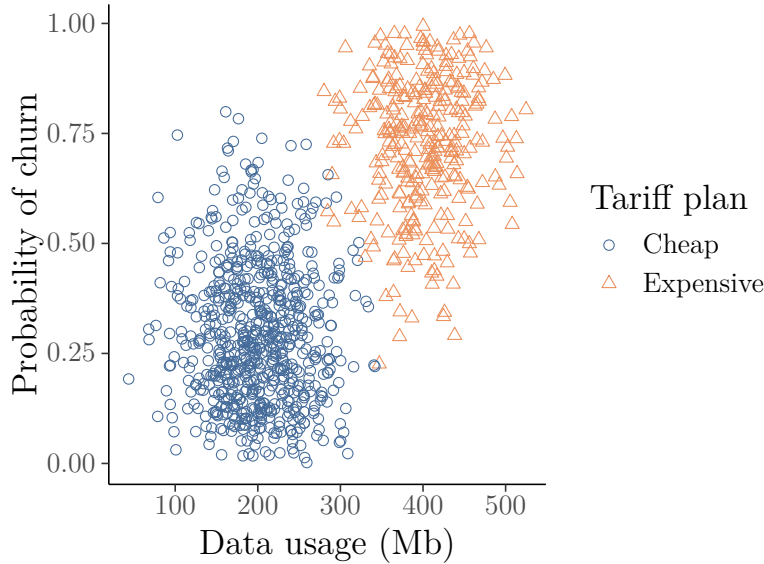 1.00
0.75
0.50
0.25
0.00
Probability of churn
100 200 300 400 500
Data usage (Mb)
Tariff plan
Cheap
Expensive